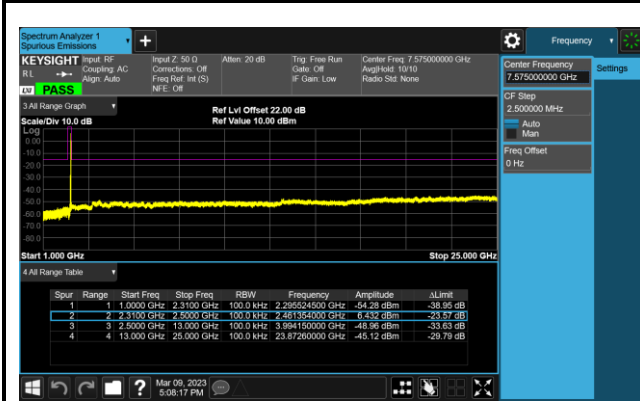 Spectrum Analyzer 1
Spurious Emissions
Frequency
KEYSIGHT
Input: RF
Coupling: AC
Align: Auto
Input Z: 50 Ω
Corrections: Off
Freq Ref: Int (S)
NFE: Off
Atten: 20 dB
Trig: Free Run
Gate: Off
IF Gain: Low
Center Freq: 7.575000000 GHz
Avg|Hold: 10/10
Radio Std: None
R L
LXI
PASS
Center Frequency
7.575000000 GHz
Settings
CF Step
2.500000 MHz
Auto
Man
Freq Offset
0 Hz
3 All Range Graph
Scale/Div 10.0 dB
Ref Lvl Offset 22.00 dB
Ref Value 10.00 dBm
Log
0.00
-10.0
-20.0
-30.0
-40.0
-50.0
-60.0
-70.0
-80.0
Start 1.000 GHz
Stop 25.000 GHz
4 All Range Table
Spur Range Start Freq Stop Freq RBW Frequency Amplitude ΔLimit
1 1 1.0000 GHz 2.3100 GHz 100.0 kHz 2.295524500 GHz -54.28 dBm -38.95 dB
2 2 2.3100 GHz 2.5000 GHz 100.0 kHz 2.461354000 GHz 6.432 dBm -23.57 dB
3 3 2.5000 GHz 13.000 GHz 100.0 kHz 3.994150000 GHz -48.96 dBm -33.63 dB
4 4 13.000 GHz 25.000 GHz 100.0 kHz 23.87260000 GHz -45.12 dBm -29.79 dB
?
Mar 09, 2023
5:08:17 PM